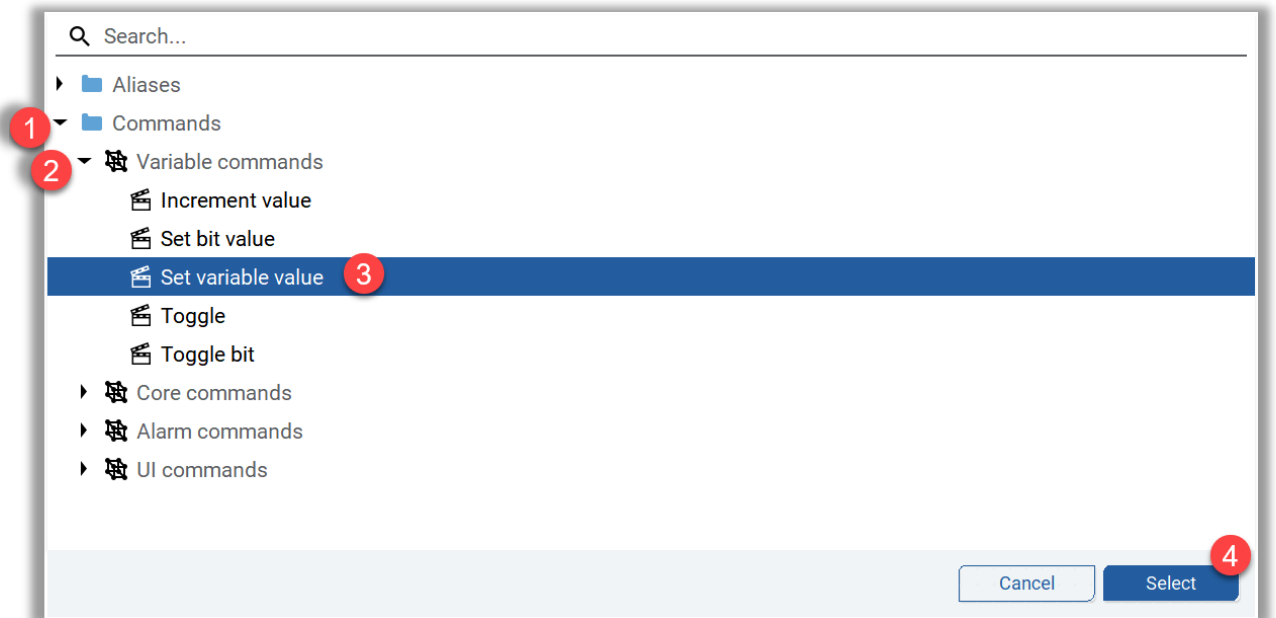 Search...
Aliases
1 Commands
2 Variable commands
Increment value
Set bit value
Set variable value 3
Toggle
Toggle bit
Core commands
Alarm commands
UI commands
4
Cancel Select